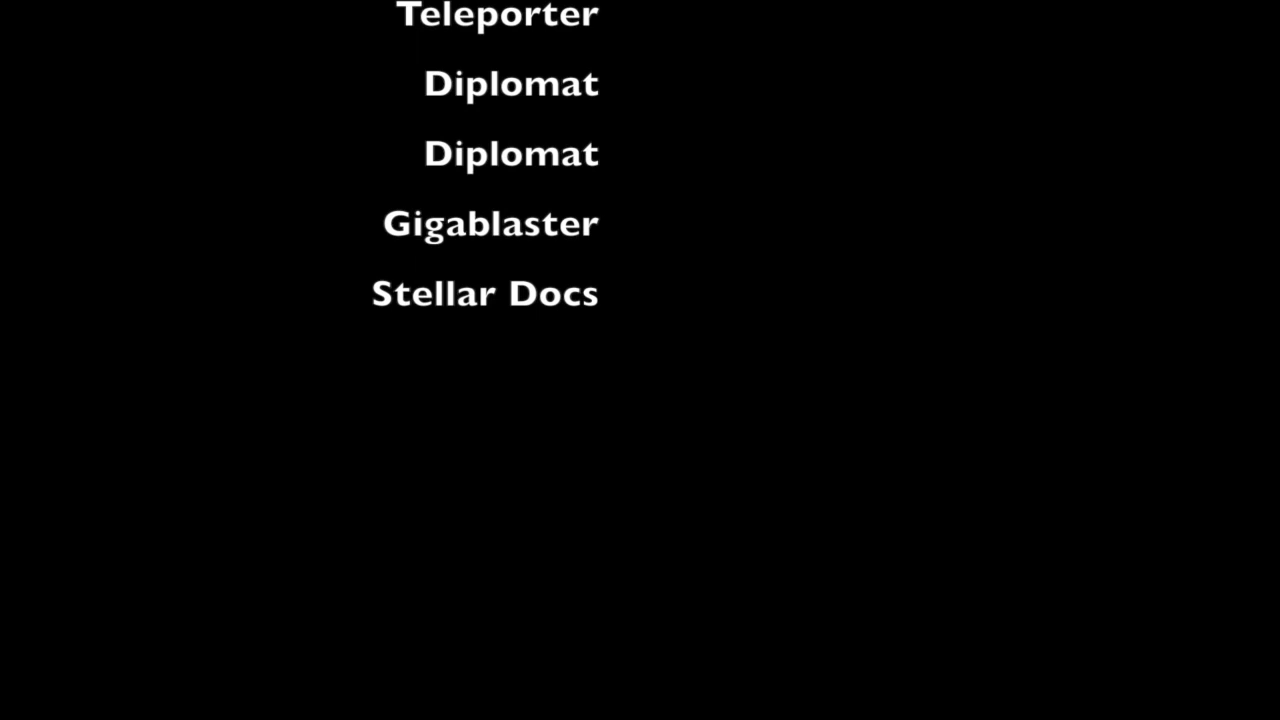 Teleporter
Diplomat
Diplomat
Gigablaster
Stellar Docs